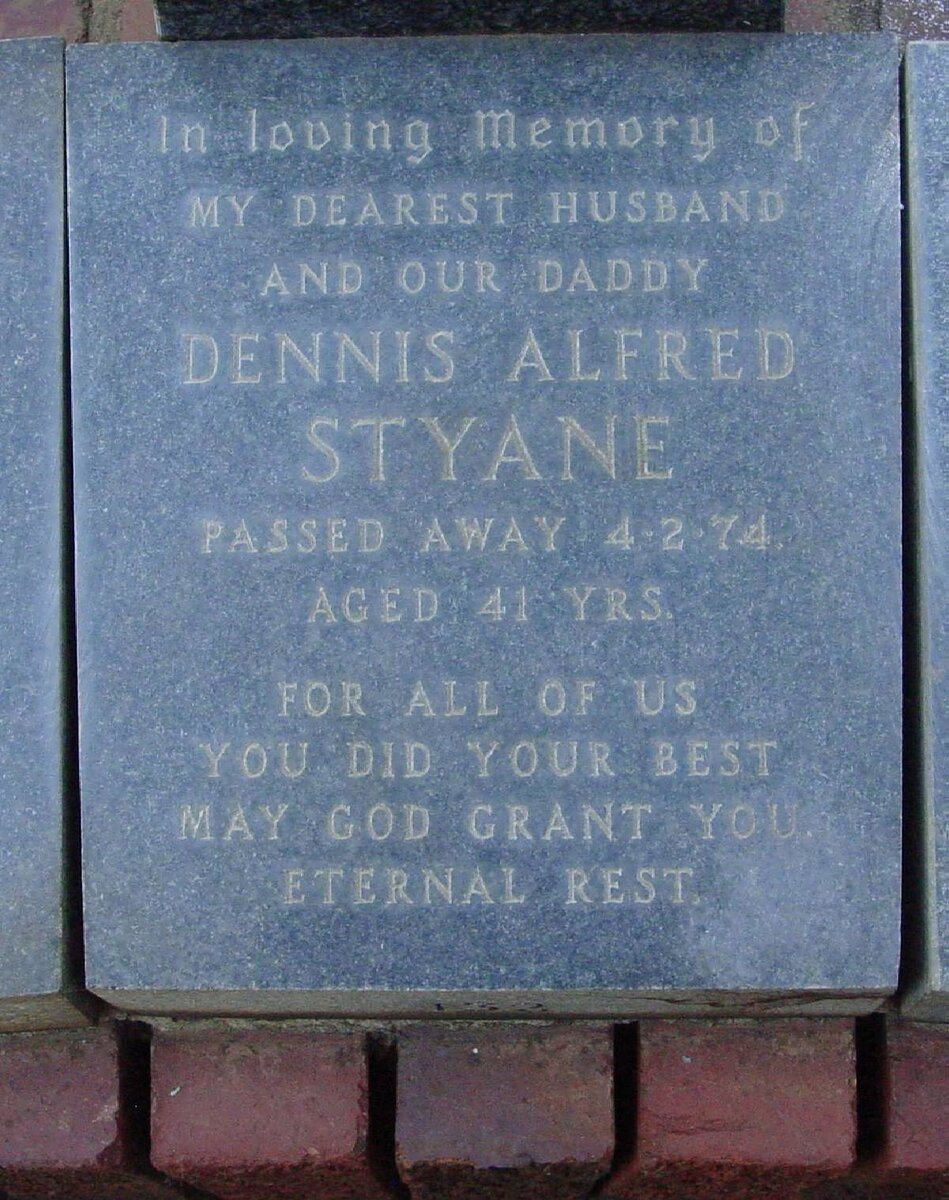 In loving Memory of
MY DEAREST HUSBAND
AND OUR DADDY
DENNIS ALFRED
STYANE
PASSED AWAY 4·2·74.
AGED 41 YRS.
FOR ALL OF US
YOU DID YOUR BEST
MAY GOD GRANT YOU.
ETERNAL REST.